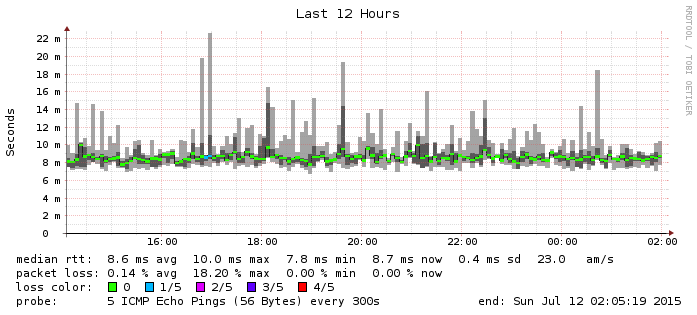 Last 12 Hours
RRDTOOL / TOBI OETIKER
Seconds
22 m
20 m
18 m
16 m
14 m
12 m
10 m
8 m
6 m
4 m
2 m
0
16:00 18:00 20:00 22:00 00:00 02:00
median rtt: 8.6 ms avg 10.0 ms max 7.8 ms min 8.7 ms now 0.4 ms sd 23.0 am/s
packet loss: 0.14 % avg 18.20 % max 0.00 % min 0.00 % now
loss color: 0 1/5 2/5 3/5 4/5
probe: 5 ICMP Echo Pings (56 Bytes) every 300s end: Sun Jul 12 02:05:19 2015